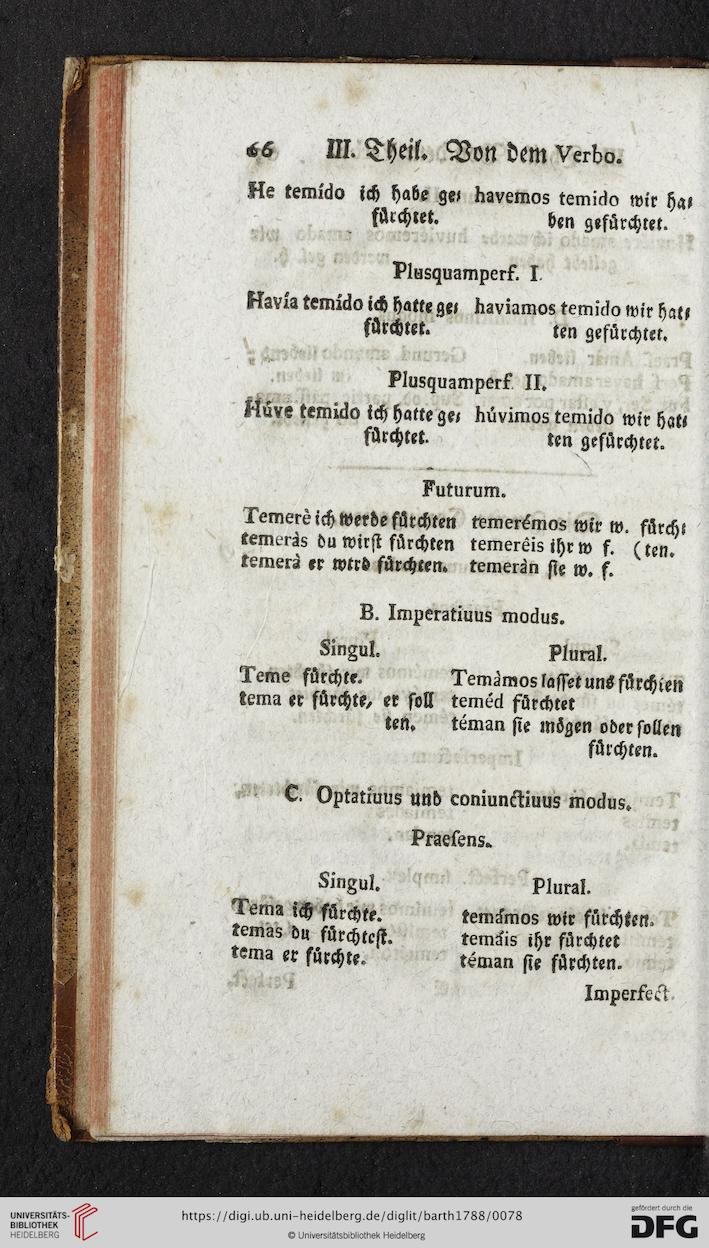 66 III. Theil. Von dem Verbo.
He temído ich habe ge⸗ havemos temido wir ha⸗
fürchtet. ben gefürchtet.
Plusquamperf. I.
Havía temído ich hatte ge⸗ haviamos temido wir hat⸗
fürchtet. ten gefürchtet.
Plusquamperf II.
Húve temido ich hatte ge⸗ húvimos temido wir hat⸗
fürchtet. ten gefürchtet.
Futurum.
Temerè ich werde fürchten temerémos wir w. fürch⸗
temeràs du wirst fürchten temerêis ihr w f. (ten.
temerà er wird fürchten. temeràn sie w. f.
B. Imperatiuus modus.
Singul. Plural.
Teme fürchte. Temàmos lasset uns fürchten
tema er fürchte, er soll teméd fürchtet
ten. téman sie mögen oder sollen
fürchten.
C. Optatiuus und coniunctiuus modus.
Praesens.
Singul. Plural.
Tema ich fürchte. temámos wir fürchten.
temas du fürchtest. temáis ihr fürchtet
tema er fürchte. téman sie fürchten.
Imperfect.
UNIVERSITÄTS-
BIBLIOTHEK
HEIDELBERG
https://digi.ub.uni-heidelberg.de/diglit/barth1788/0078
© Universitätsbibliothek Heidelberg
gefördert durch die
DFG